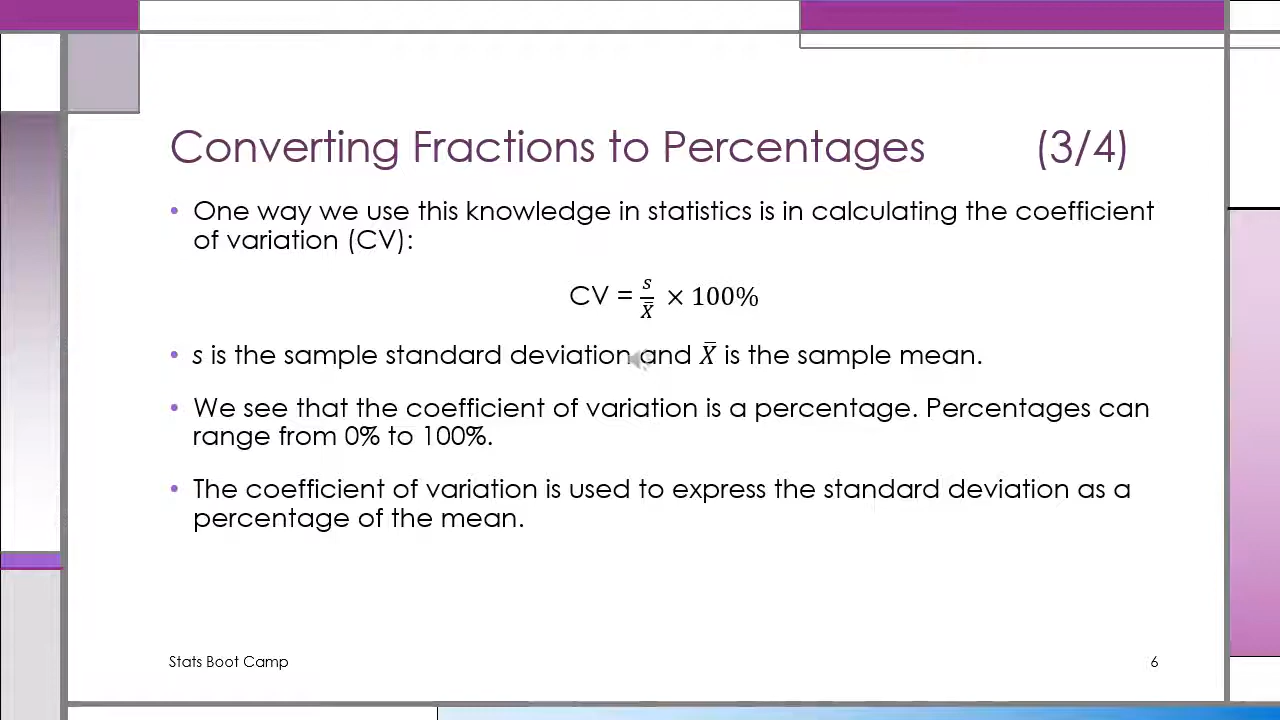 Converting Fractions to Percentages (3/4)
• One way we use this knowledge in statistics is in calculating the coefficient
of variation (CV):
CV = s/X̄ × 100%
• s is the sample standard deviation and X̄ is the sample mean.
• We see that the coefficient of variation is a percentage. Percentages can
range from 0% to 100%.
• The coefficient of variation is used to express the standard deviation as a
percentage of the mean.
Stats Boot Camp 6